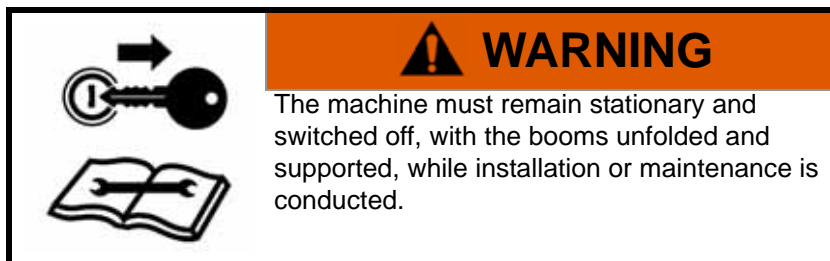 WARNING
The machine must remain stationary and
switched off, with the booms unfolded and
supported, while installation or maintenance is
conducted.